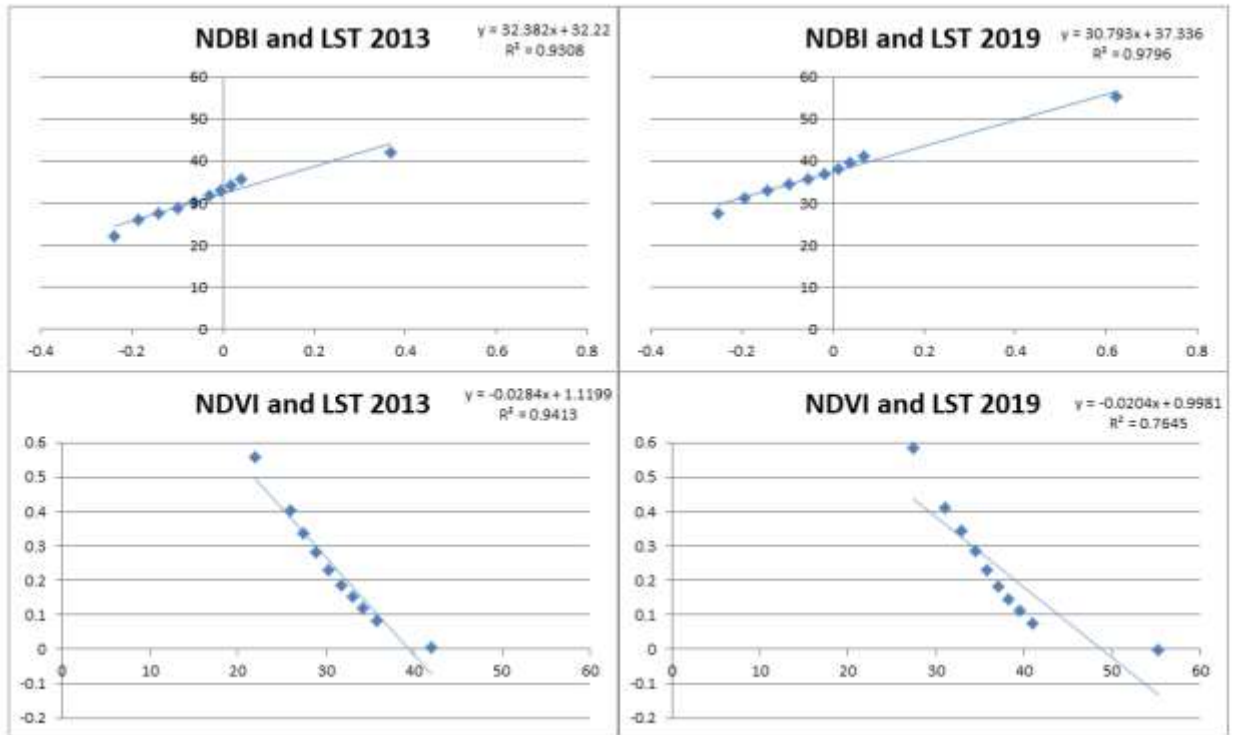 NDBI and LST 2013
y = 32.382x + 32.22
R² = 0.9308
60
50
40
30
20
10
0
-0.4 -0.2 0 0.2 0.4 0.6 0.8
NDBI and LST 2019
y = 30.793x + 37.336
R² = 0.9796
60
50
40
30
20
10
0
-0.4 -0.2 0 0.2 0.4 0.6 0.8
NDVI and LST 2013
y = -0.0284x + 1.1199
R² = 0.9413
0.6
0.5
0.4
0.3
0.2
0.1
0
-0.1
-0.2
0 10 20 30 40 50 60
NDVI and LST 2019
y = -0.0204x + 0.9981
R² = 0.7645
0.6
0.5
0.4
0.3
0.2
0.1
0
-0.1
-0.2
0 10 20 30 40 50 60